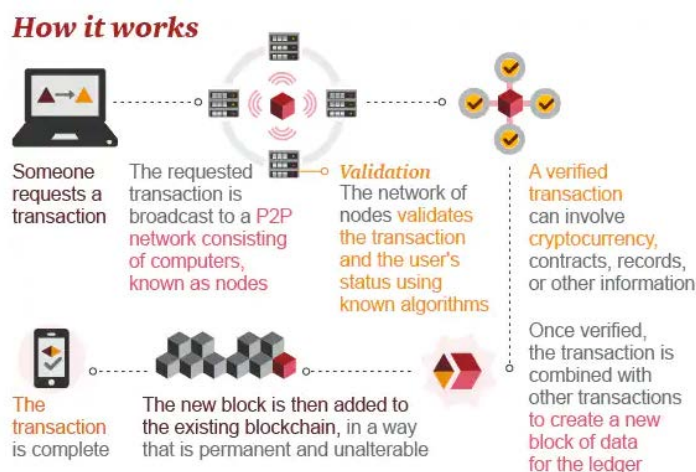 How it works
Someone
requests a
transaction
The requested
transaction is
broadcast to a P2P
network consisting
of computers,
known as nodes
Validation
The network of
nodes validates
the transaction
and the user's
status using
known algorithms
A verified
transaction
can involve
cryptocurrency,
contracts, records,
or other information
Once verified,
the transaction is
combined with
other transactions
to create a new
block of data
for the ledger
The new block is then added to
the existing blockchain, in a way
that is permanent and unalterable
The
transaction
is complete